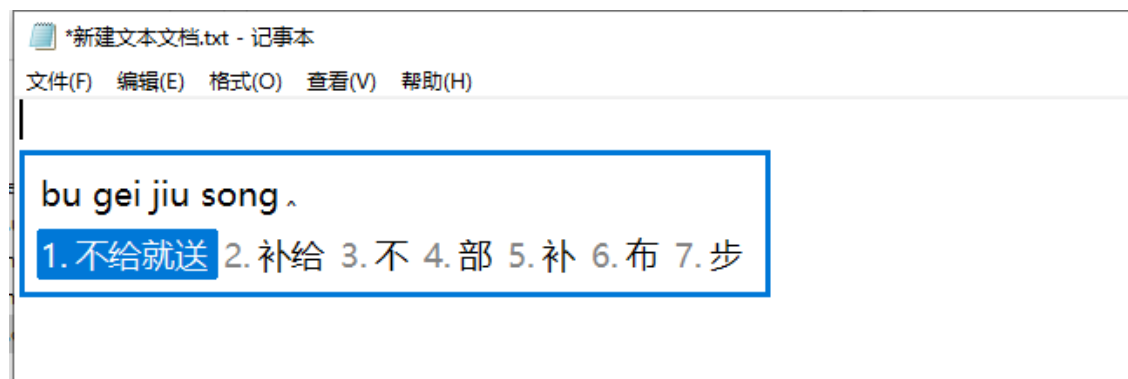 *新建文本文档.txt - 记事本
文件(F) 编辑(E) 格式(O) 查看(V) 帮助(H)
bu gei jiu song
1. 不给就送 2. 补给 3. 不 4. 部 5. 补 6. 布 7. 步